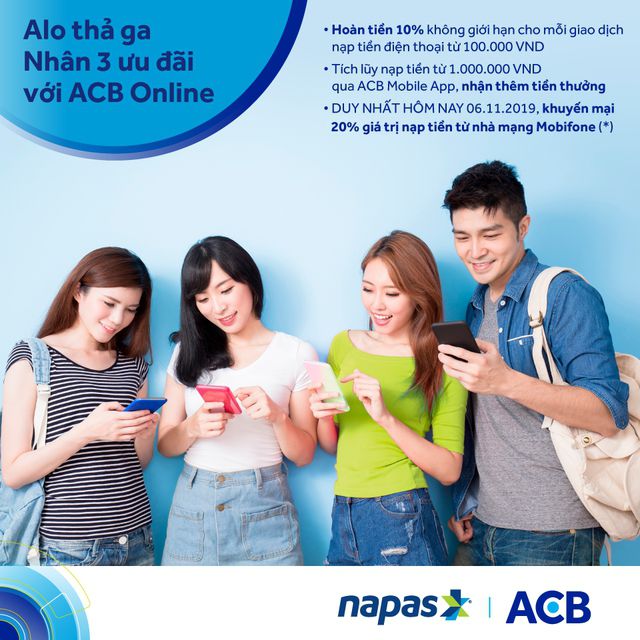 Alo thả ga
Nhân 3 ưu đãi
với ACB Online
• Hoàn tiền 10% không giới hạn cho mỗi giao dịch
nạp tiền điện thoại từ 100.000 VND
• Tích lũy nạp tiền từ 1.000.000 VND
qua ACB Mobile App, nhận thêm tiền thưởng
• DUY NHẤT HÔM NAY 06.11.2019, khuyến mại
20% giá trị nạp tiền từ nhà mạng Mobifone (*)
napas | ACB